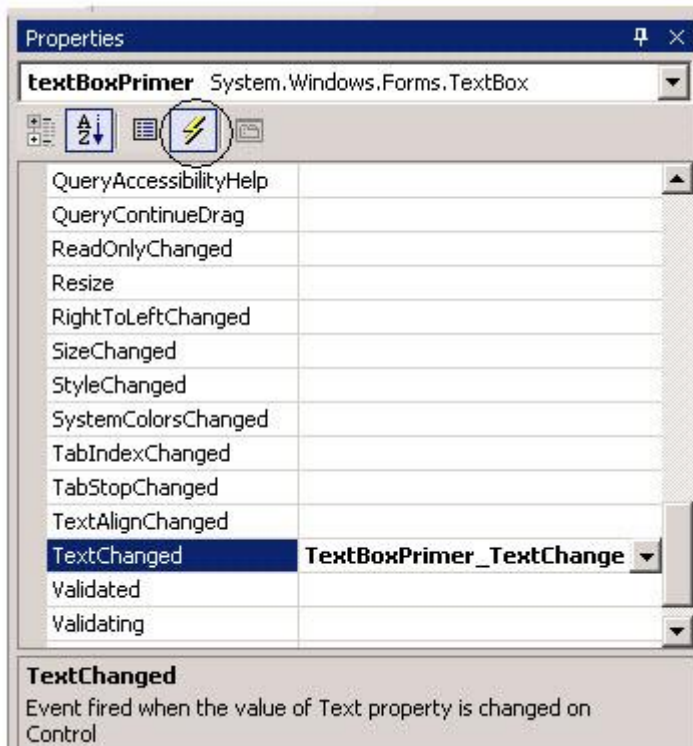 Properties
textBoxPrimer System.Windows.Forms.TextBox
QueryAccessibilityHelp
QueryContinueDrag
ReadOnlyChanged
Resize
RightToLeftChanged
SizeChanged
StyleChanged
SystemColorsChanged
TabIndexChanged
TabStopChanged
TextAlignChanged
TextChanged TextBoxPrimer_TextChange
Validated
Validating
TextChanged
Event fired when the value of Text property is changed on
Control